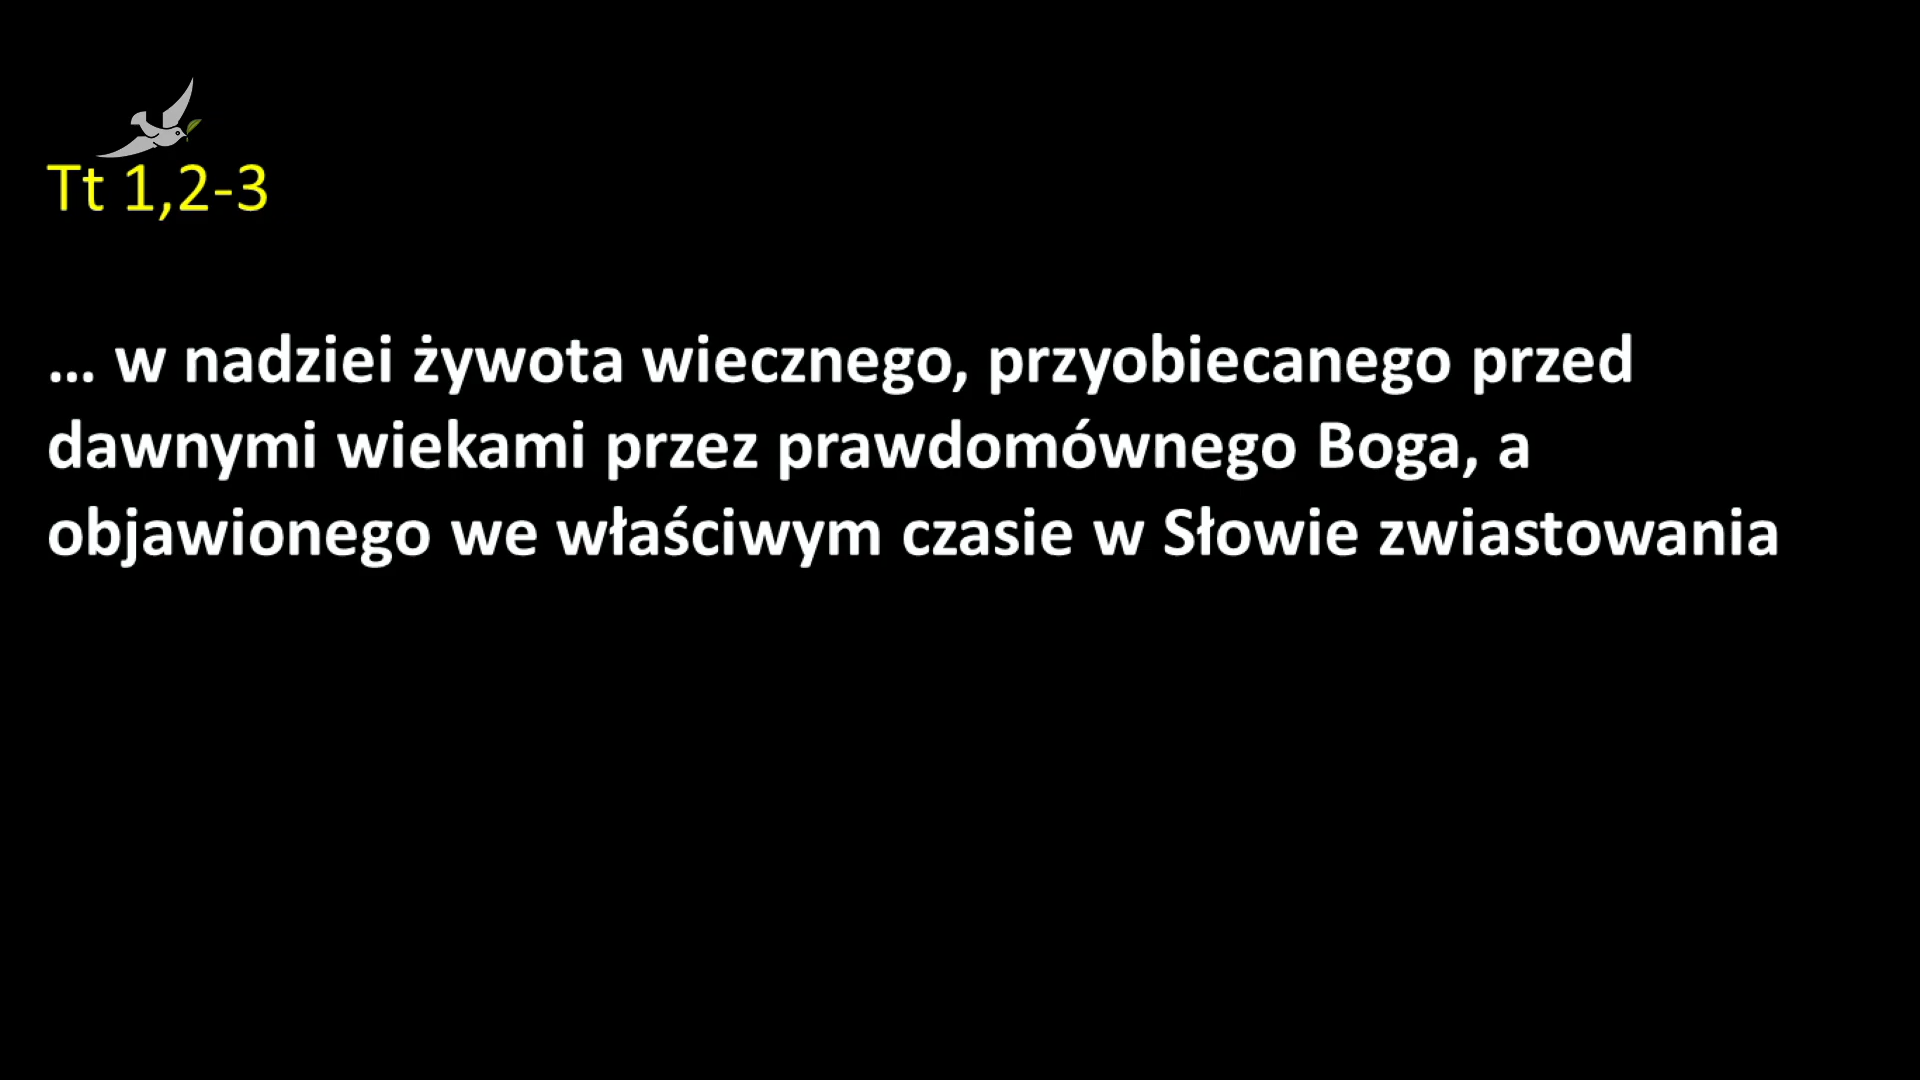 Tt 1,2-3
... w nadziei żywota wiecznego, przyobiecanego przed
dawnymi wiekami przez prawdomównego Boga, a
objawionego we właściwym czasie w Słowie zwiastowania